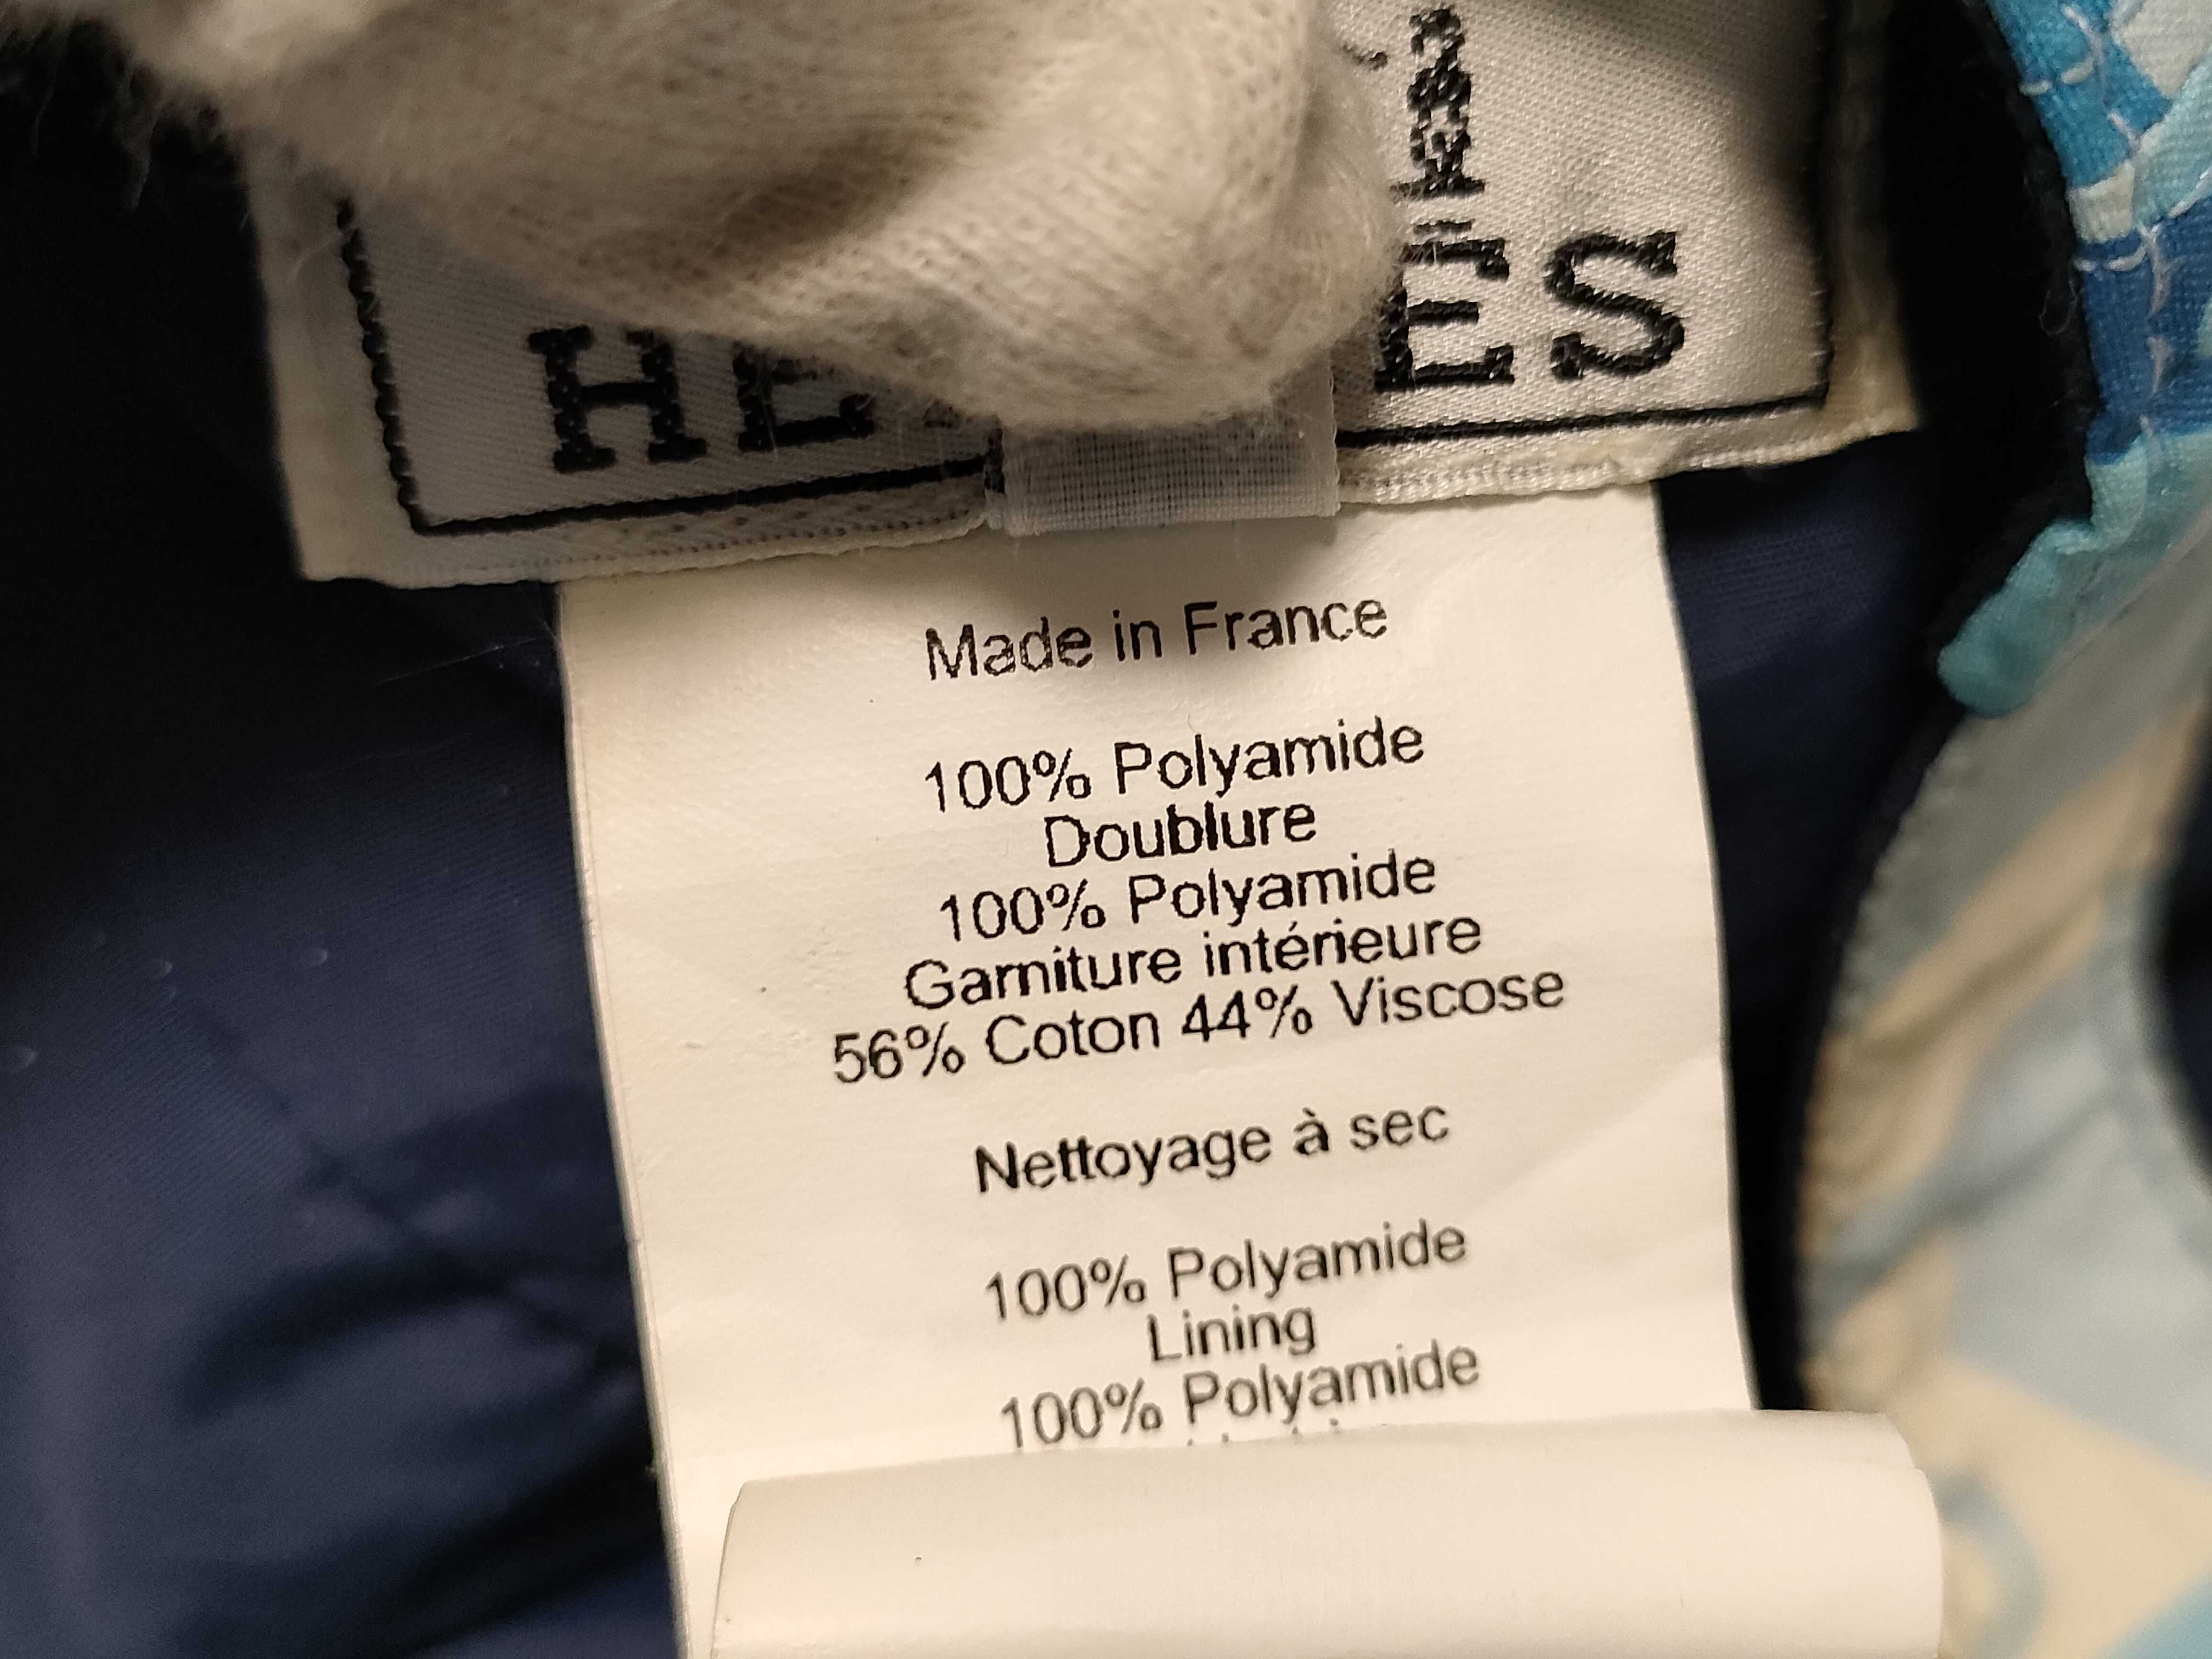 HE ES
Made in France
100% Polyamide
Doublure
100% Polyamide
Garniture intérieure
56% Coton 44% Viscose
Nettoyage à sec
100% Polyamide
Lining
100% Polyamide